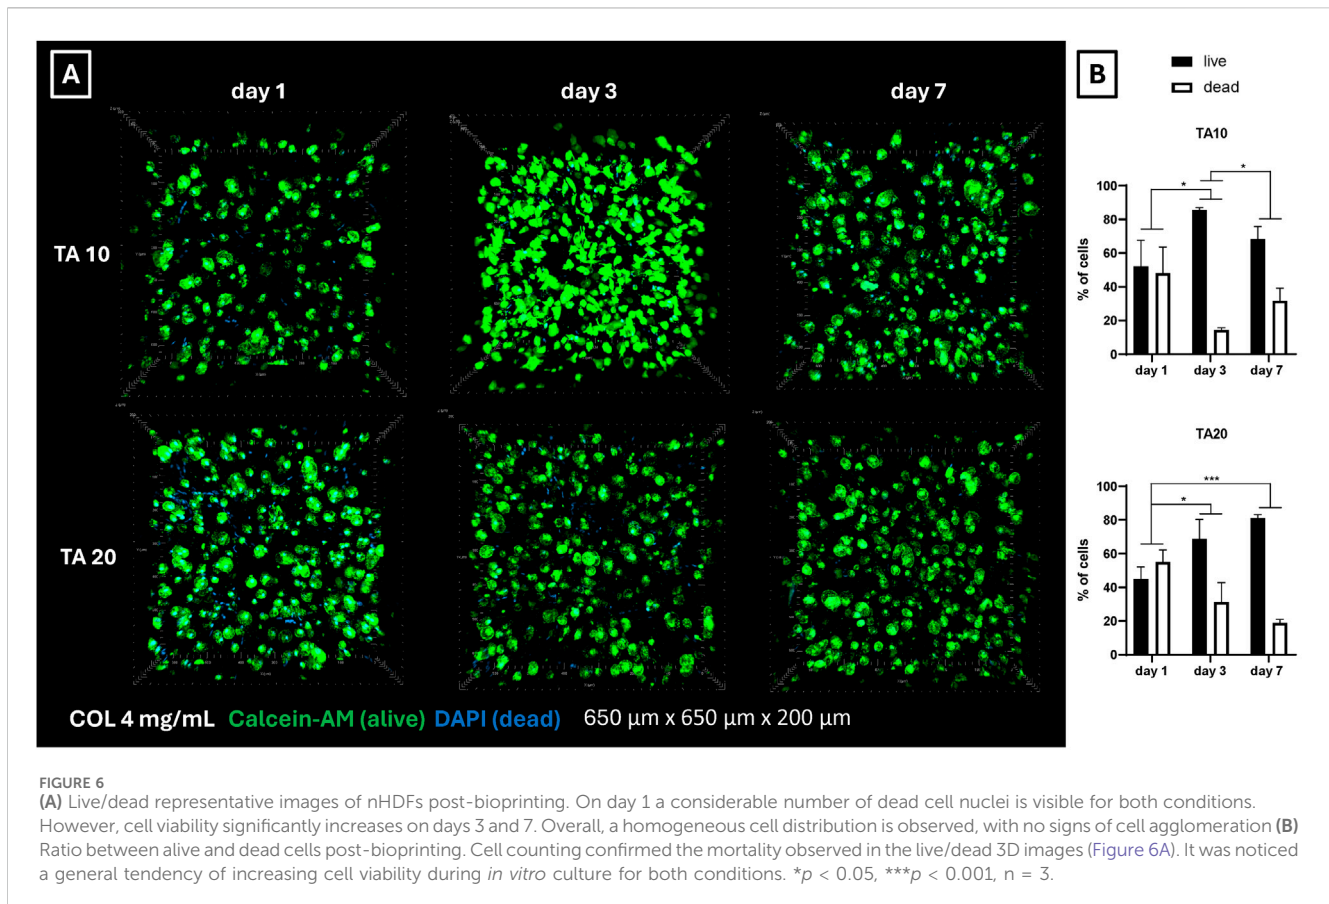 A
day 1
day 3
day 7
TA 10
TA 20
COL 4 mg/mL Calcein-AM (alive) DAPI (dead) 650 µm x 650 µm x 200 µm
B
live
dead
TA10
% of cells
100
80
60
40
20
0
*
*
day 1
day 3
day 7
TA20
% of cells
100
80
60
40
20
0
*
***
day 1
day 3
day 7
FIGURE 6
(A) Live/dead representative images of nHDFs post-bioprinting. On day 1 a considerable number of dead cell nuclei is visible for both conditions.
However, cell viability significantly increases on days 3 and 7. Overall, a homogeneous cell distribution is observed, with no signs of cell agglomeration (B)
Ratio between alive and dead cells post-bioprinting. Cell counting confirmed the mortality observed in the live/dead 3D images (Figure 6A). It was noticed
a general tendency of increasing cell viability during in vitro culture for both conditions. *p < 0.05, ***p < 0.001, n = 3.